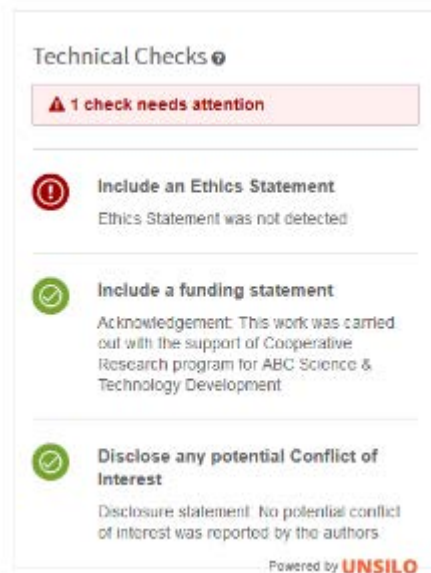 Technical Checks ?
1 check needs attention
Include an Ethics Statement
Ethics Statement was not detected
Include a funding statement
Acknowledgement: This work was carried
out with the support of Cooperative
Research program for ABC Science &
Technology Development
Disclose any potential Conflict of
Interest
Disclosure statement: No potential conflict
of interest was reported by the authors
Powered by UNSILO